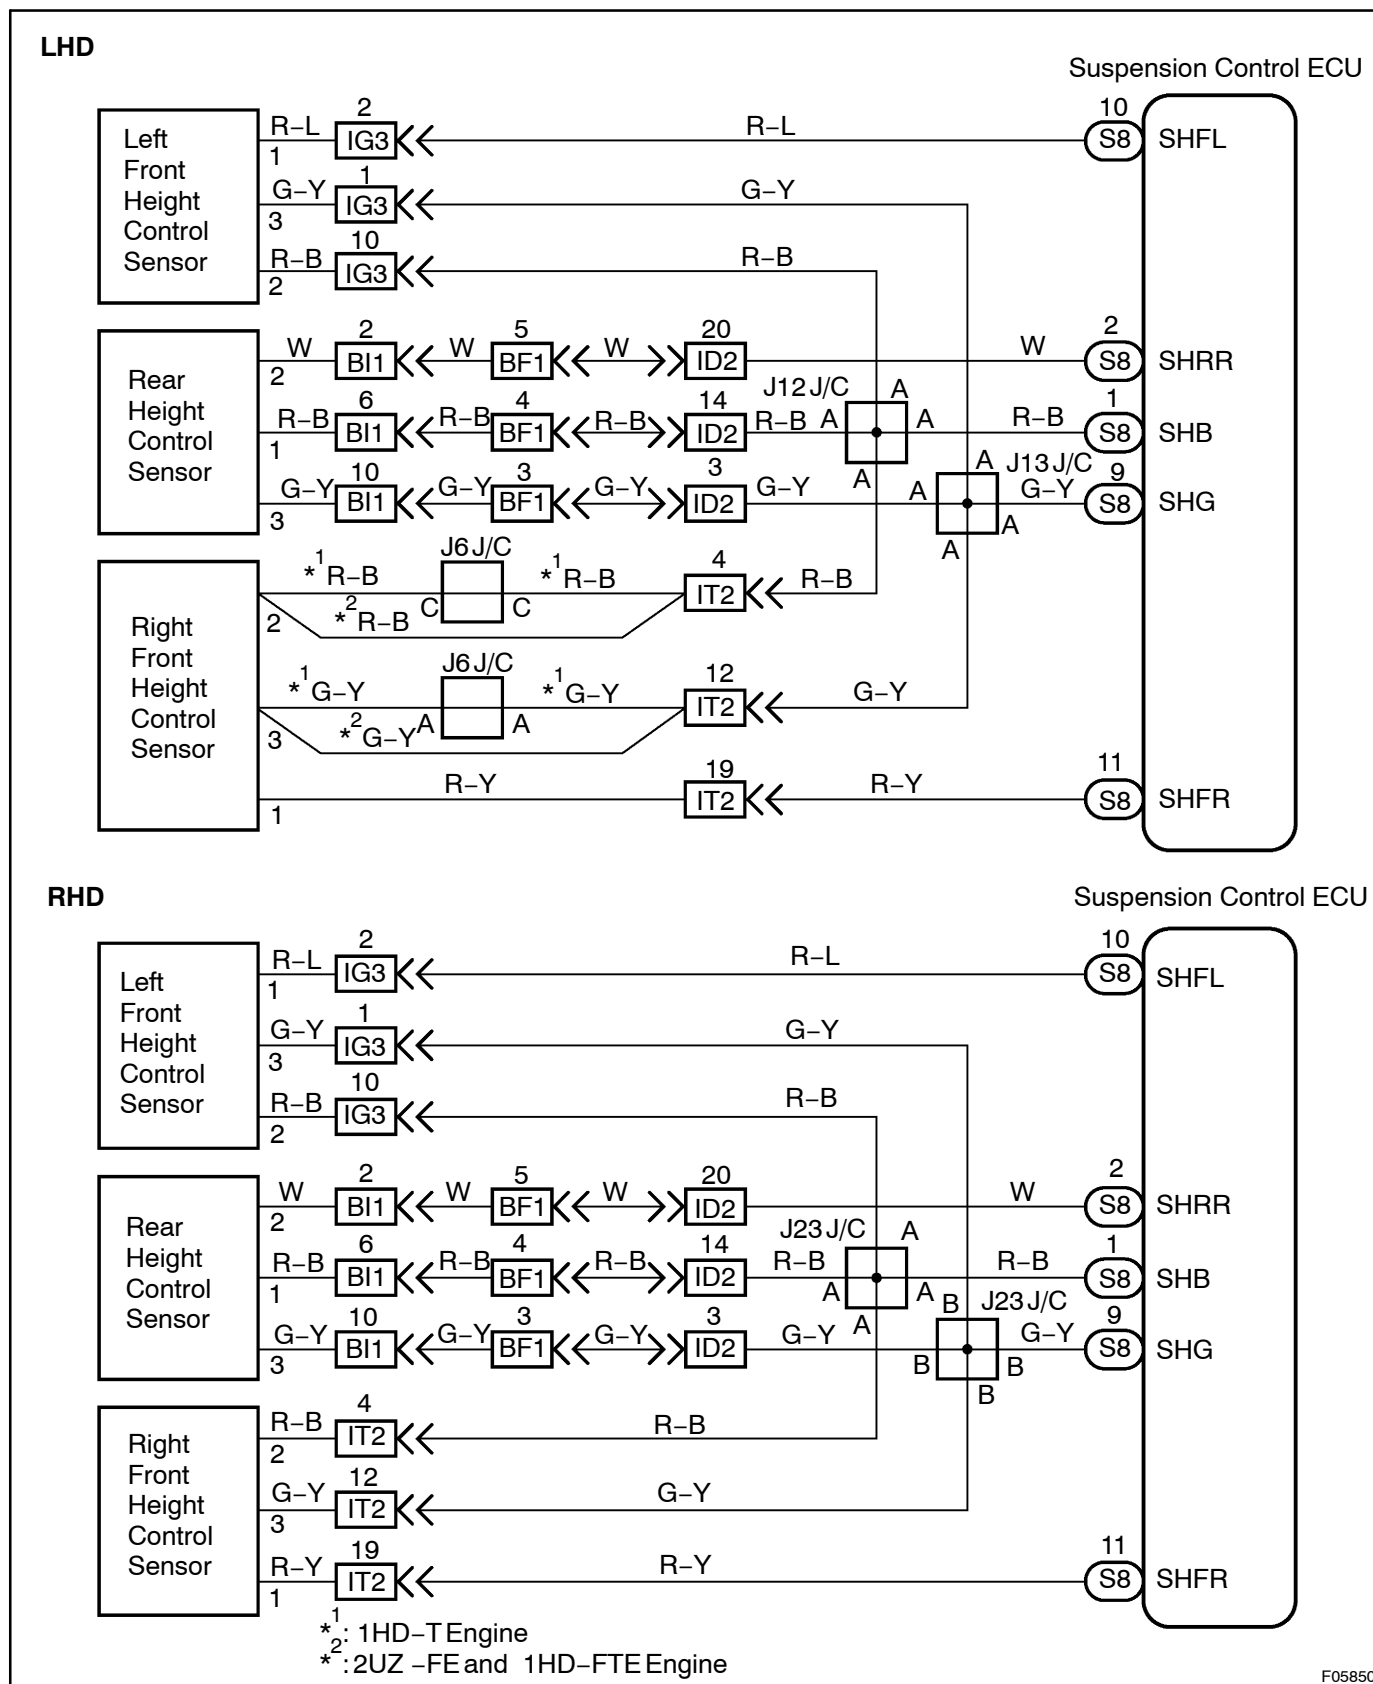 LHD
Suspension Control ECU
Left
Front
Height
Control
Sensor
R–L
1
2
IG3
R–L
10
S8
SHFL
G–Y
3
1
IG3
G–Y
R–B
2
10
IG3
R–B
Rear
Height
Control
Sensor
W
2
2
BI1
W
5
BF1
W
20
ID2
W
2
S8
SHRR
R–B
1
6
BI1
R–B
4
BF1
R–B
14
ID2
R–B
J12 J/C
A
A
A
A
R–B
1
S8
SHB
G–Y
3
10
BI1
G–Y
3
BF1
G–Y
3
ID2
G–Y
J13 J/C
A
A
A
A
G–Y
9
S8
SHG
Right
Front
Height
Control
Sensor
*1R–B
J6 J/C
*1R–B
2
*2R–B
C
C
4
IT2
R–B
*1G–Y
J6 J/C
*1G–Y
3
*2G–Y
A
A
12
IT2
G–Y
R–Y
1
19
IT2
R–Y
11
S8
SHFR
RHD
Suspension Control ECU
Left
Front
Height
Control
Sensor
R–L
1
2
IG3
R–L
10
S8
SHFL
G–Y
3
1
IG3
G–Y
R–B
2
10
IG3
R–B
Rear
Height
Control
Sensor
W
2
2
BI1
W
5
BF1
W
20
ID2
W
2
S8
SHRR
R–B
1
6
BI1
R–B
4
BF1
R–B
14
ID2
R–B
J23 J/C
A
A
A
A
R–B
1
S8
SHB
G–Y
3
10
BI1
G–Y
3
BF1
G–Y
3
ID2
G–Y
J23 J/C
B
B
B
B
G–Y
9
S8
SHG
Right
Front
Height
Control
Sensor
R–B
2
4
IT2
R–B
G–Y
3
12
IT2
G–Y
R–Y
1
19
IT2
R–Y
11
S8
SHFR
*1: 1HD–T Engine
*2: 2UZ –FE and 1HD–FTE Engine
F05850